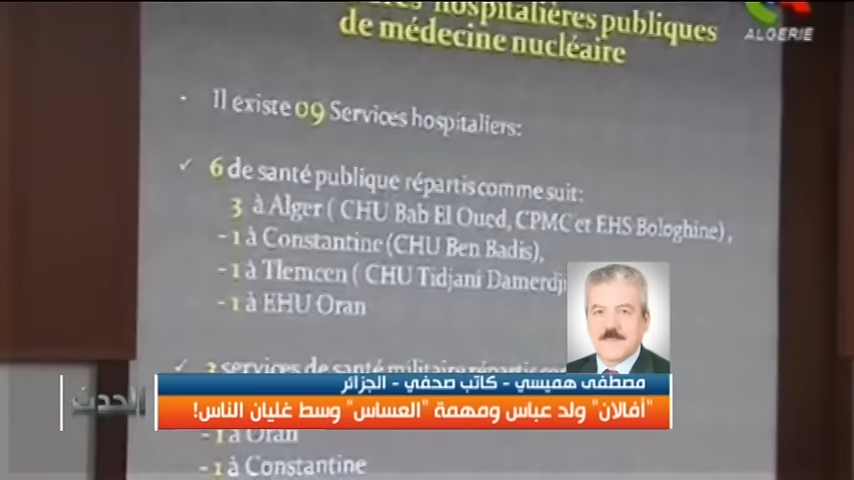 hospitalières publiques
de médecine nucléaire
ALGERIE
- Il existe 09 Services hospitaliers:
✓ 6 de santé publique répartis comme suit:
3 à Alger ( CHU Bab El Oued, CPMC et EHS Bologhine),
- 1 à Constantine (CHU Ben Badis),
- 1 à Tlemcen ( CHU Tidjani Damerdji
- 1 à EHU Oran
✓ 3 services de santé militaire répartis
مصطفى هميسي - كاتب صحفي - الجزائر
الحدث
"أفالان" ولد عباس ومهمة "العساس" وسط غليان الناس!
- 1 à Oran
- 1 à Constantine